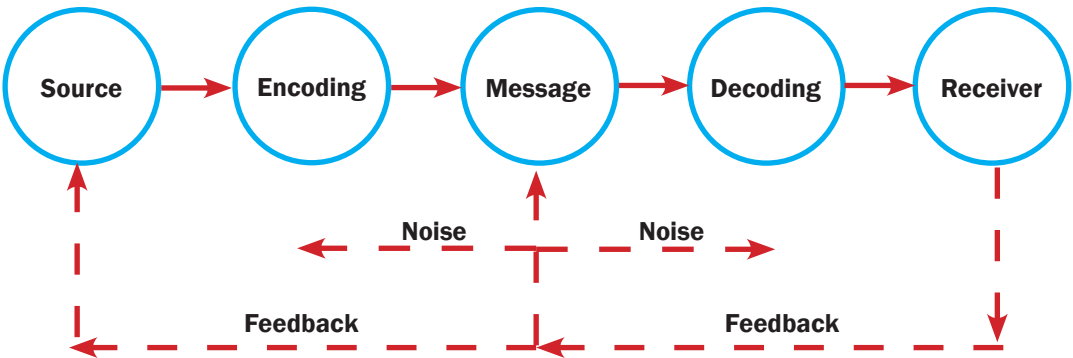 Source
Encoding
Message
Decoding
Receiver
Noise
Noise
Feedback
Feedback